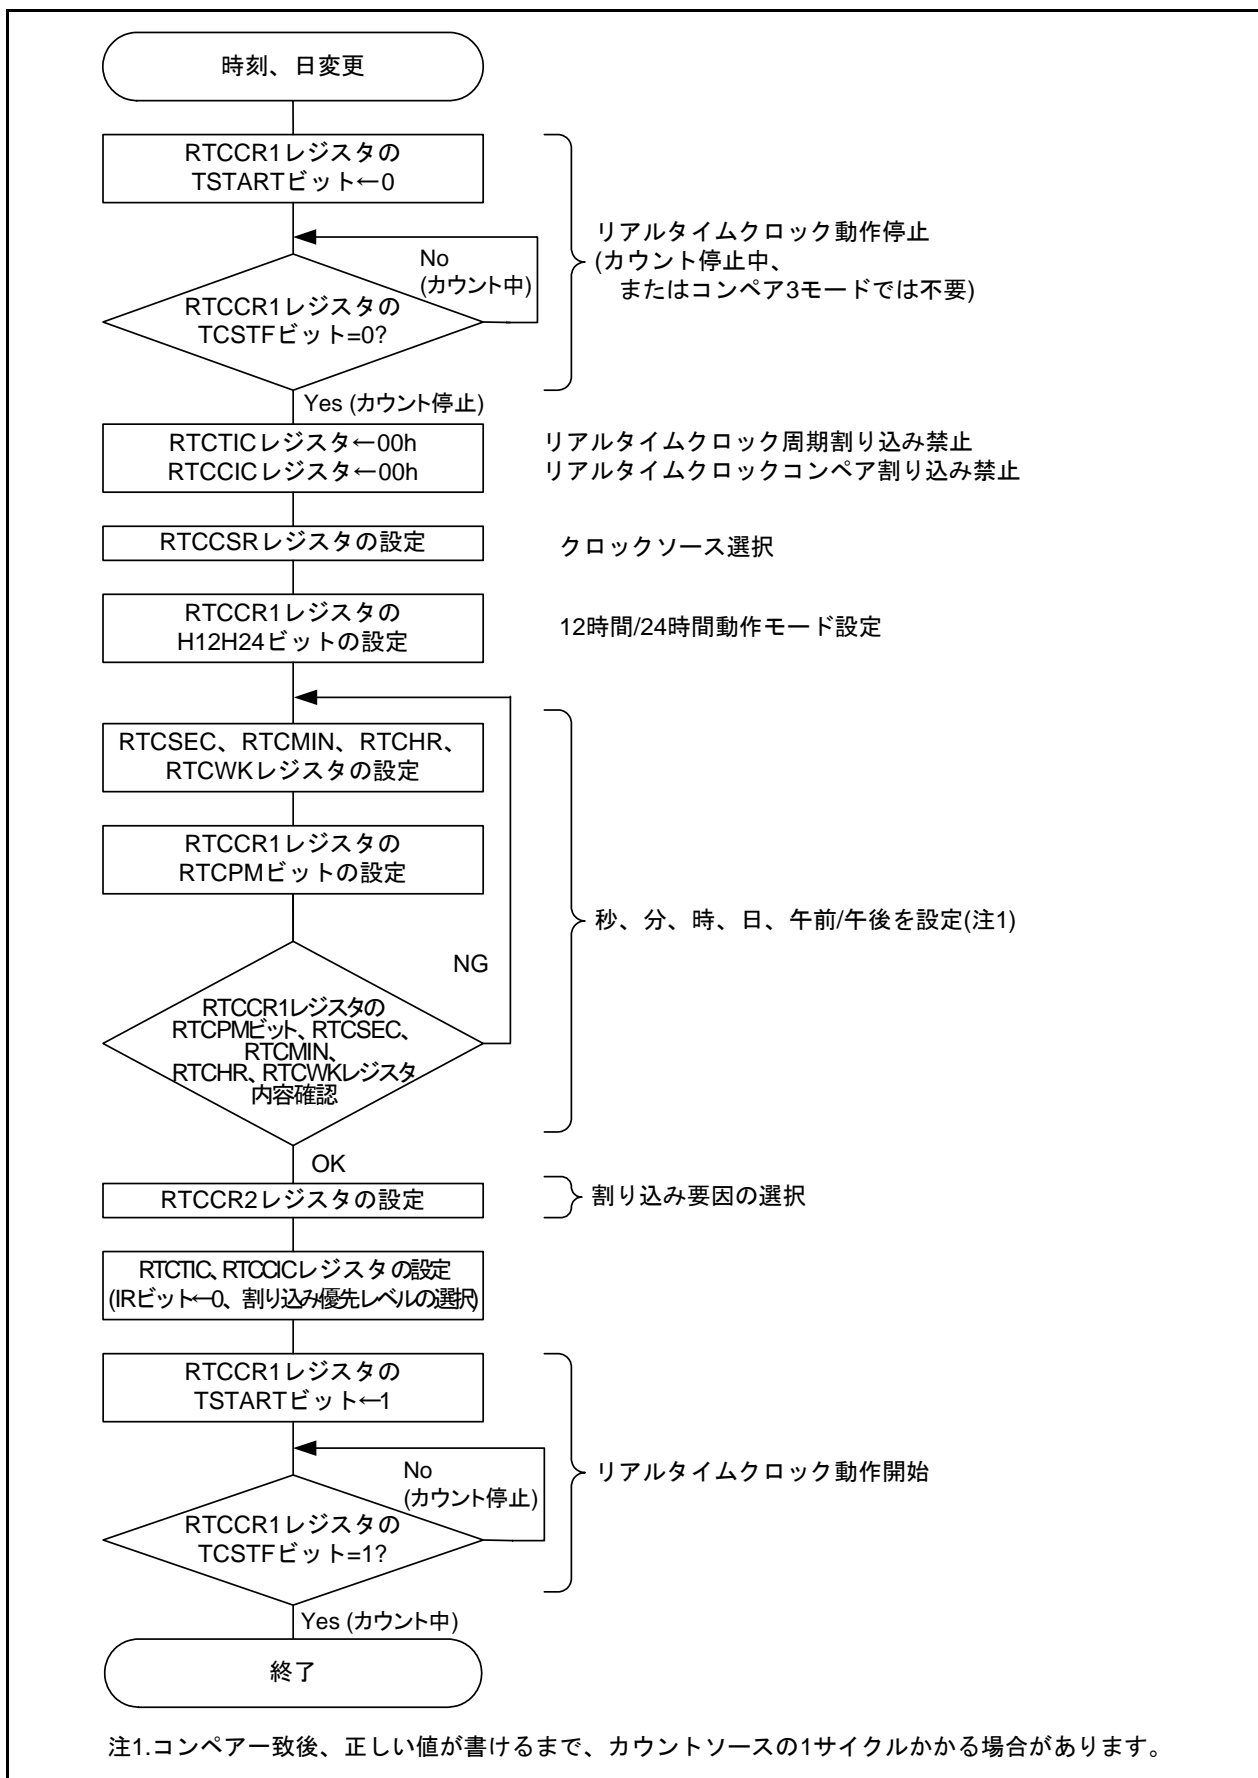 時刻、日変更
RTCCR1レジスタの
TSTARTビット←0
リアルタイムクロック動作停止
(カウント停止中、
またはコンペア3モードでは不要)
No
(カウント中)
RTCCR1レジスタの
TCSTFビット=0?
Yes (カウント停止)
RTCTICレジスタ←00h
RTCCICレジスタ←00h
リアルタイムクロック周期割り込み禁止
リアルタイムクロックコンペア割り込み禁止
RTCCSRレジスタの設定
クロックソース選択
RTCCR1レジスタの
H12H24ビットの設定
12時間/24時間動作モード設定
RTCSEC、RTCMIN、RTCHR、
RTCWKレジスタの設定
RTCCR1レジスタの
RTCPMビットの設定
秒、分、時、日、午前/午後を設定(注1)
NG
RTCCR1レジスタの
RTCPMビット、RTCSEC、
RTCMIN、
RTCHR、RTCWKレジスタ
内容確認
OK
RTCCR2レジスタの設定
割り込み要因の選択
RTCTIC、RTCCICレジスタの設定
(IRビット←0、割り込み優先レベルの選択)
RTCCR1レジスタの
TSTARTビット←1
リアルタイムクロック動作開始
No
(カウント停止)
RTCCR1レジスタの
TCSTFビット=1?
Yes (カウント中)
終了
注1.コンペア一致後、正しい値が書けるまで、カウントソースの1サイクルかかる場合があります。